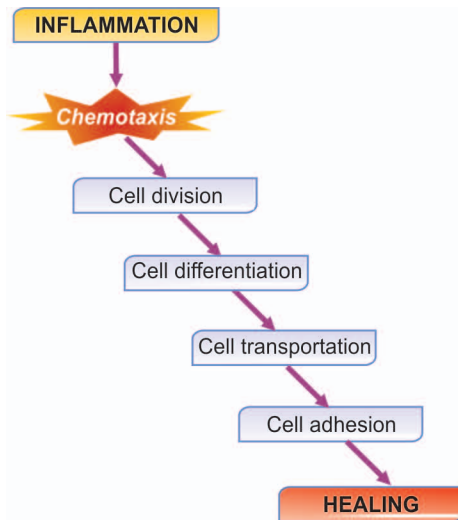 INFLAMMATION
Chemotaxis
Cell division
Cell differentiation
Cell transportation
Cell adhesion
HEALING